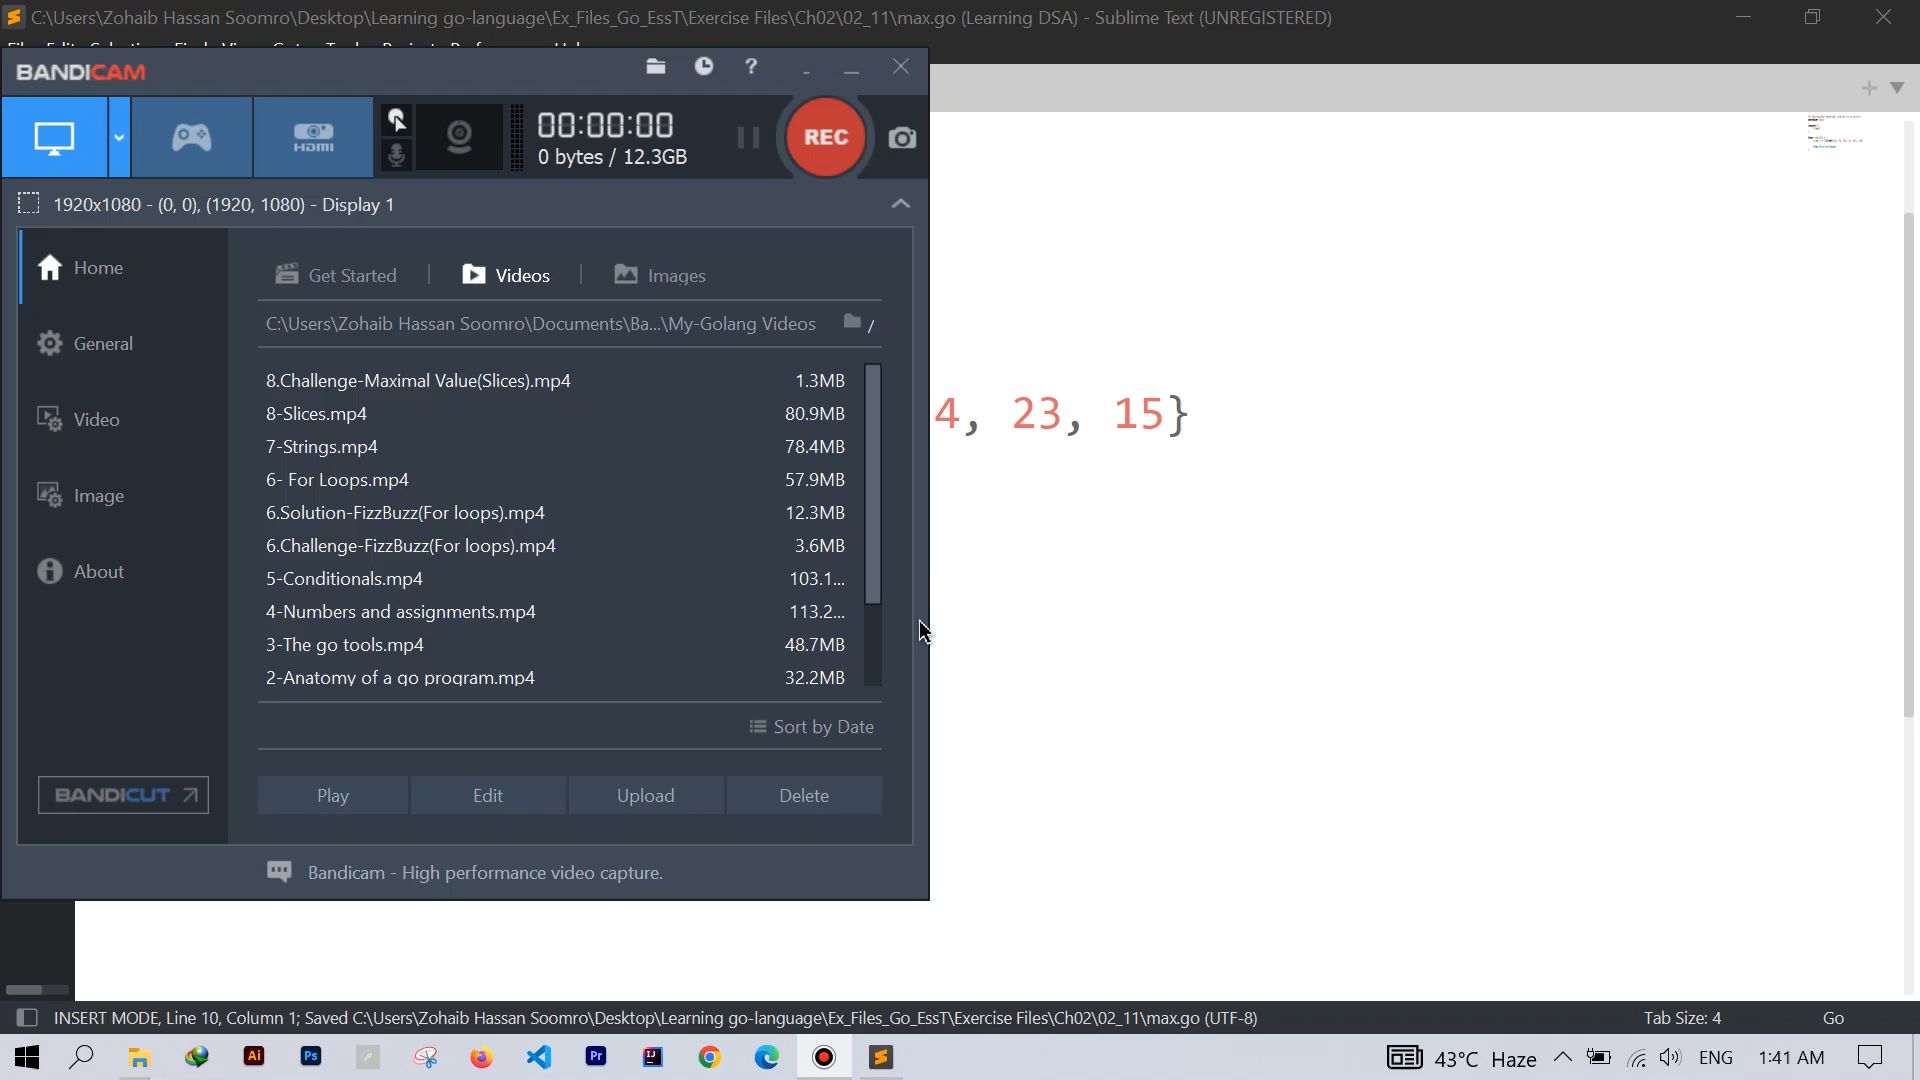 C:\Users\Zohaib Hassan Soomro\Desktop\Learning go-language\Ex_Files_Go_EssT\Exercise Files\Ch02\02_11\max.go (Learning DSA) - Sublime Text (UNREGISTERED)
BANDICAM
?
HDMI
00:00:00
0 bytes / 12.3GB
REC
1920x1080 - (0, 0), (1920, 1080) - Display 1
Home
General
Video
Image
About
BANDICUT
Get Started
Videos
Images
C:\Users\Zohaib Hassan Soomro\Documents\Ba...\My-Golang Videos
/
8.Challenge-Maximal Value(Slices).mp4 1.3MB
8-Slices.mp4 80.9MB
7-Strings.mp4 78.4MB
6- For Loops.mp4 57.9MB
6.Solution-FizzBuzz(For loops).mp4 12.3MB
6.Challenge-FizzBuzz(For loops).mp4 3.6MB
5-Conditionals.mp4 103.1...
4-Numbers and assignments.mp4 113.2...
3-The go tools.mp4 48.7MB
2-Anatomy of a go program.mp4 32.2MB
Sort by Date
Play Edit Upload Delete
Bandicam - High performance video capture.
4, 23, 15}
INSERT MODE, Line 10, Column 1; Saved C:\Users\Zohaib Hassan Soomro\Desktop\Learning go-language\Ex_Files_Go_EssT\Exercise Files\Ch02\02_11\max.go (UTF-8)
Tab Size: 4
Go
Ai
Ps
Pr
IJ
43°C Haze
ENG
1:41 AM